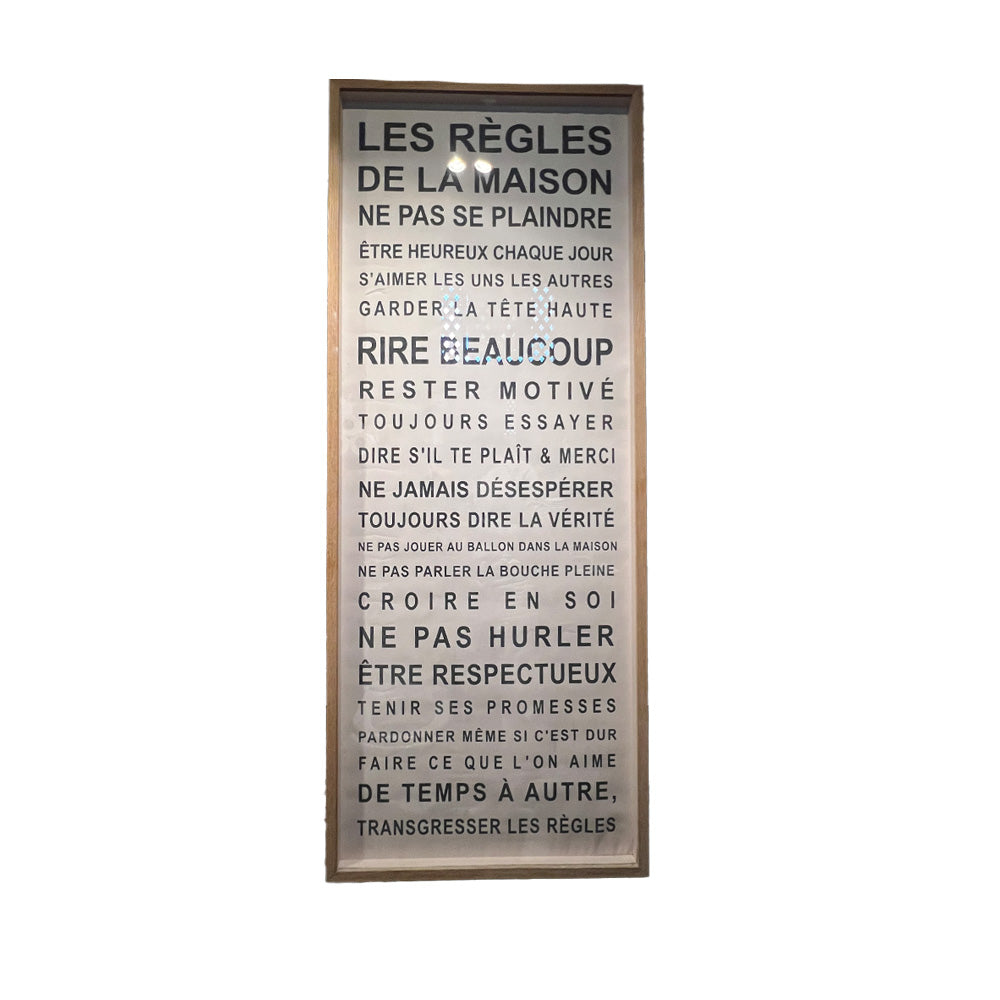 LES RÈGLES
DE LA MAISON
NE PAS SE PLAINDRE
ÊTRE HEUREUX CHAQUE JOUR
S'AIMER LES UNS LES AUTRES
GARDER LA TÊTE HAUTE
RIRE BEAUCOUP
RESTER MOTIVÉ
TOUJOURS ESSAYER
DIRE S'IL TE PLAÎT & MERCI
NE JAMAIS DÉSESPÉRER
TOUJOURS DIRE LA VÉRITÉ
NE PAS JOUER AU BALLON DANS LA MAISON
NE PAS PARLER LA BOUCHE PLEINE
CROIRE EN SOI
NE PAS HURLER
ÊTRE RESPECTUEUX
TENIR SES PROMESSES
PARDONNER MÊME SI C'EST DUR
FAIRE CE QUE L'ON AIME
DE TEMPS À AUTRE,
TRANSGRESSER LES RÈGLES